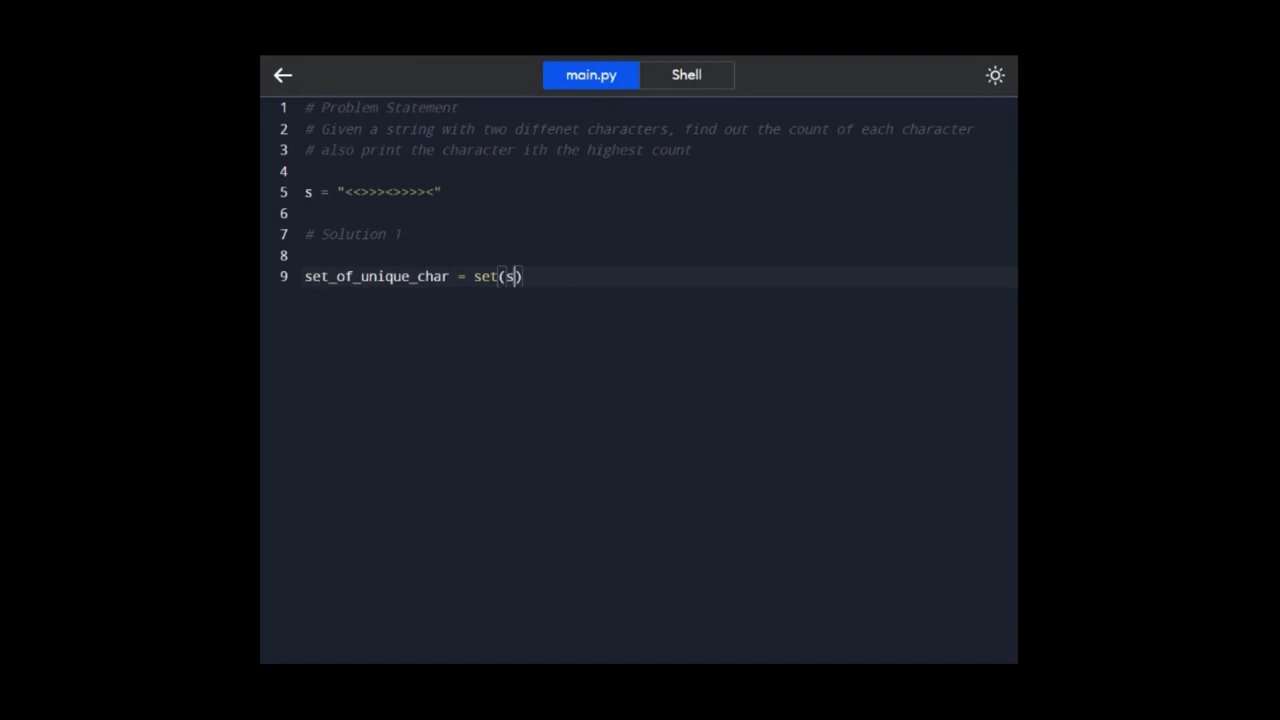 main.py
Shell
1 # Problem Statement
2 # Given a string with two diffenet characters, find out the count of each character
3 # also print the character ith the highest count
4
5 s = "<<>>><>>>><"
6
7 # Solution 1
8
9 set_of_unique_char = set(s)